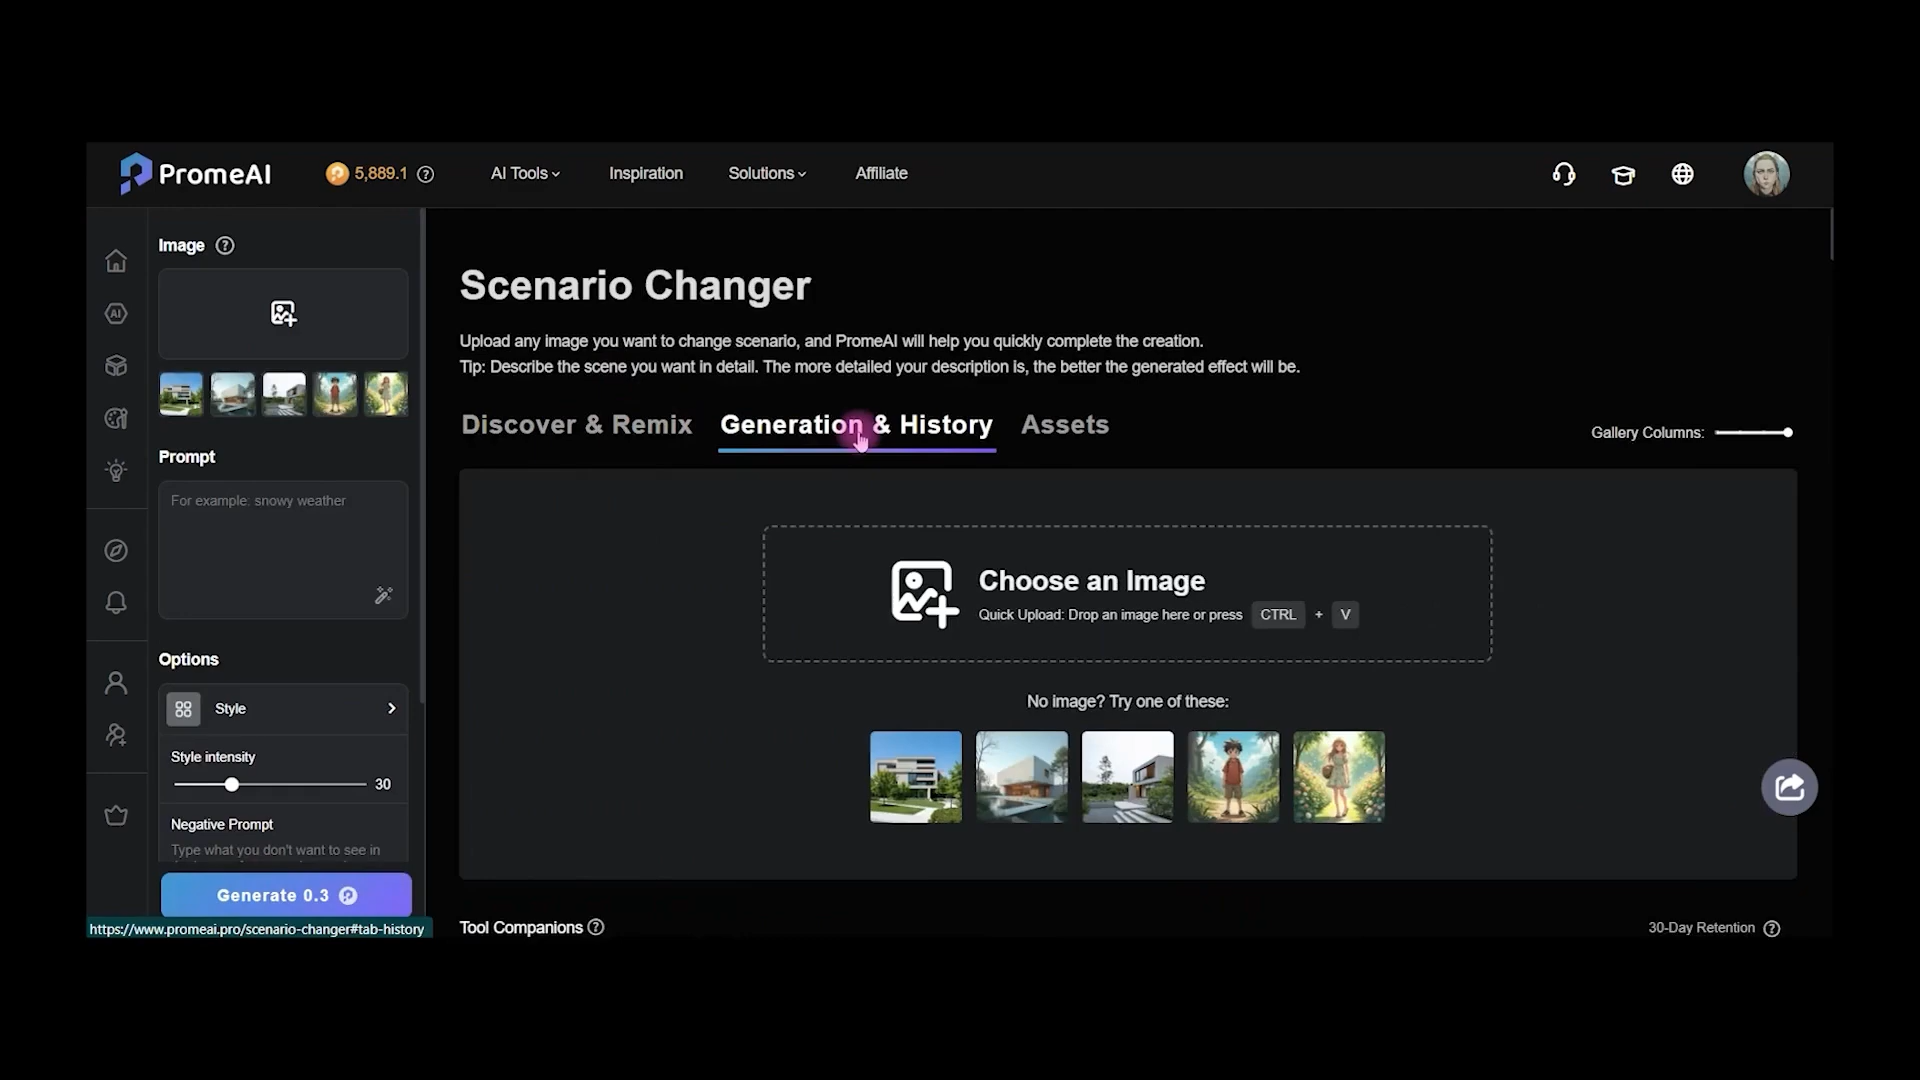 PromeAI
5,889.1
AI Tools
Inspiration
Solutions
Affiliate
Image
Scenario Changer
Upload any image you want to change scenario, and PromeAI will help you quickly complete the creation.
Tip: Describe the scene you want in detail. The more detailed your description is, the better the generated effect will be.
Discover & Remix
Generation & History
Assets
Gallery Columns:
Prompt
For example: snowy weather
Choose an Image
Quick Upload: Drop an image here or press CTRL + V
Options
Style
Style intensity
30
Negative Prompt
Type what you don't want to see in
No image? Try one of these:
Generate 0.3
https://www.promeai.pro/scenario-changer#tab-history
Tool Companions
30-Day Retention